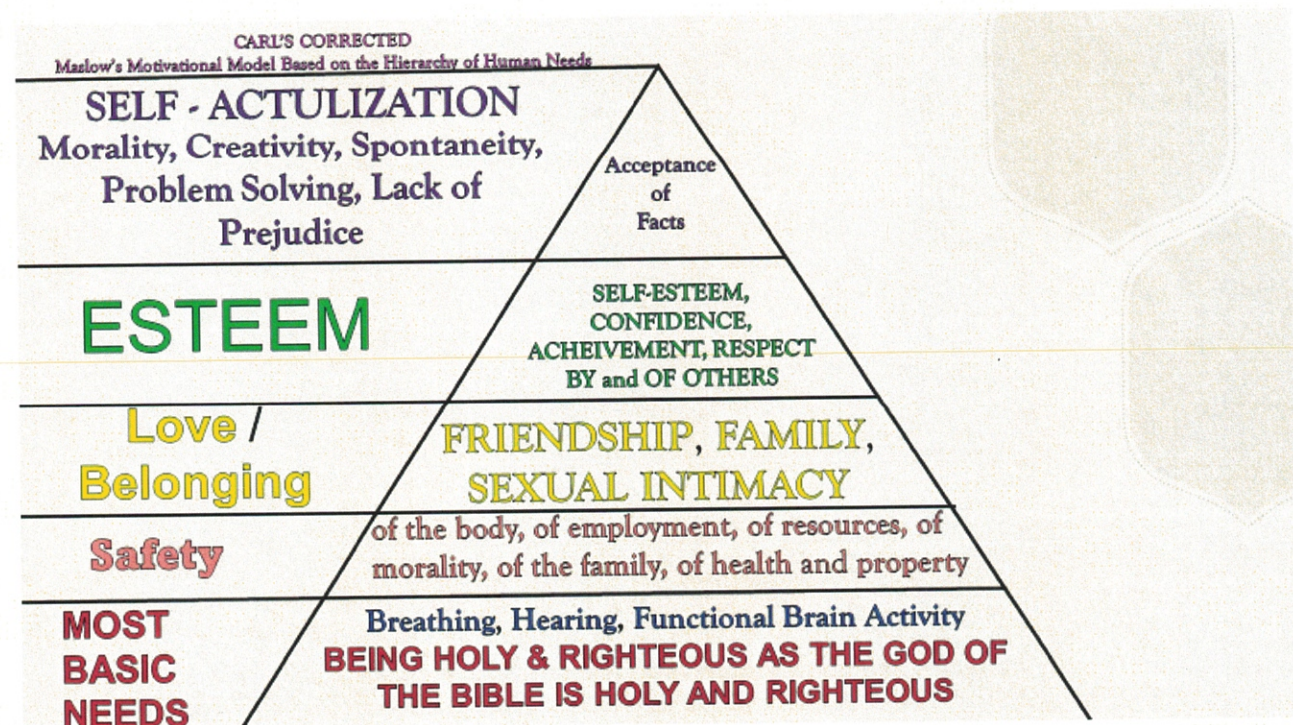 CARL'S CORRECTED
Maslow's Motivational Model Based on the Hierarchy of Human Needs
SELF - ACTULIZATION
Morality, Creativity, Spontaneity,
Problem Solving, Lack of
Prejudice
Acceptance
of
Facts
ESTEEM
SELF-ESTEEM,
CONFIDENCE,
ACHEIVEMENT, RESPECT
BY and OF OTHERS
Love /
Belonging
FRIENDSHIP, FAMILY,
SEXUAL INTIMACY
Safety
of the body, of employment, of resources, of
morality, of the family, of health and property
MOST
BASIC
NEEDS
Breathing, Hearing, Functional Brain Activity
BEING HOLY & RIGHTEOUS AS THE GOD OF
THE BIBLE IS HOLY AND RIGHTEOUS